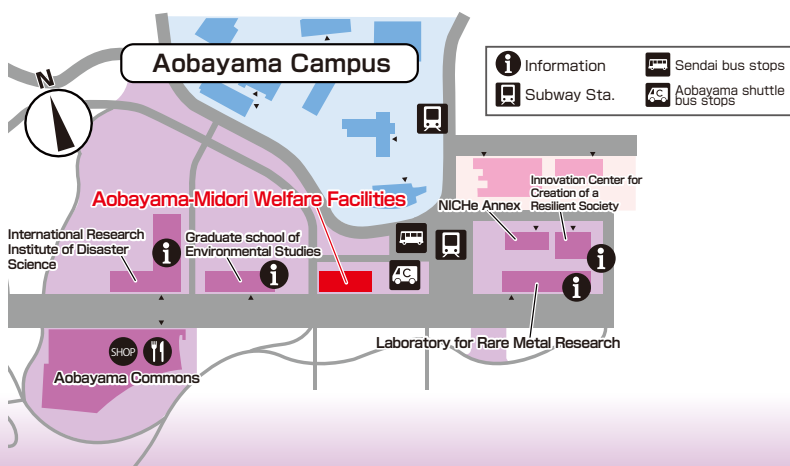 Aobayama Campus
N
Information
Subway Sta.
Sendai bus stops
Aobayama shuttle
bus stops
Aobayama-Midori Welfare Facilities
Innovation Center for
Creation of a
Resilient Society
NICHe Annex
International Research
Institute of Disaster
Science
Graduate school of
Environmental Studies
C
Laboratory for Rare Metal Research
SHOP
Aobayama Commons